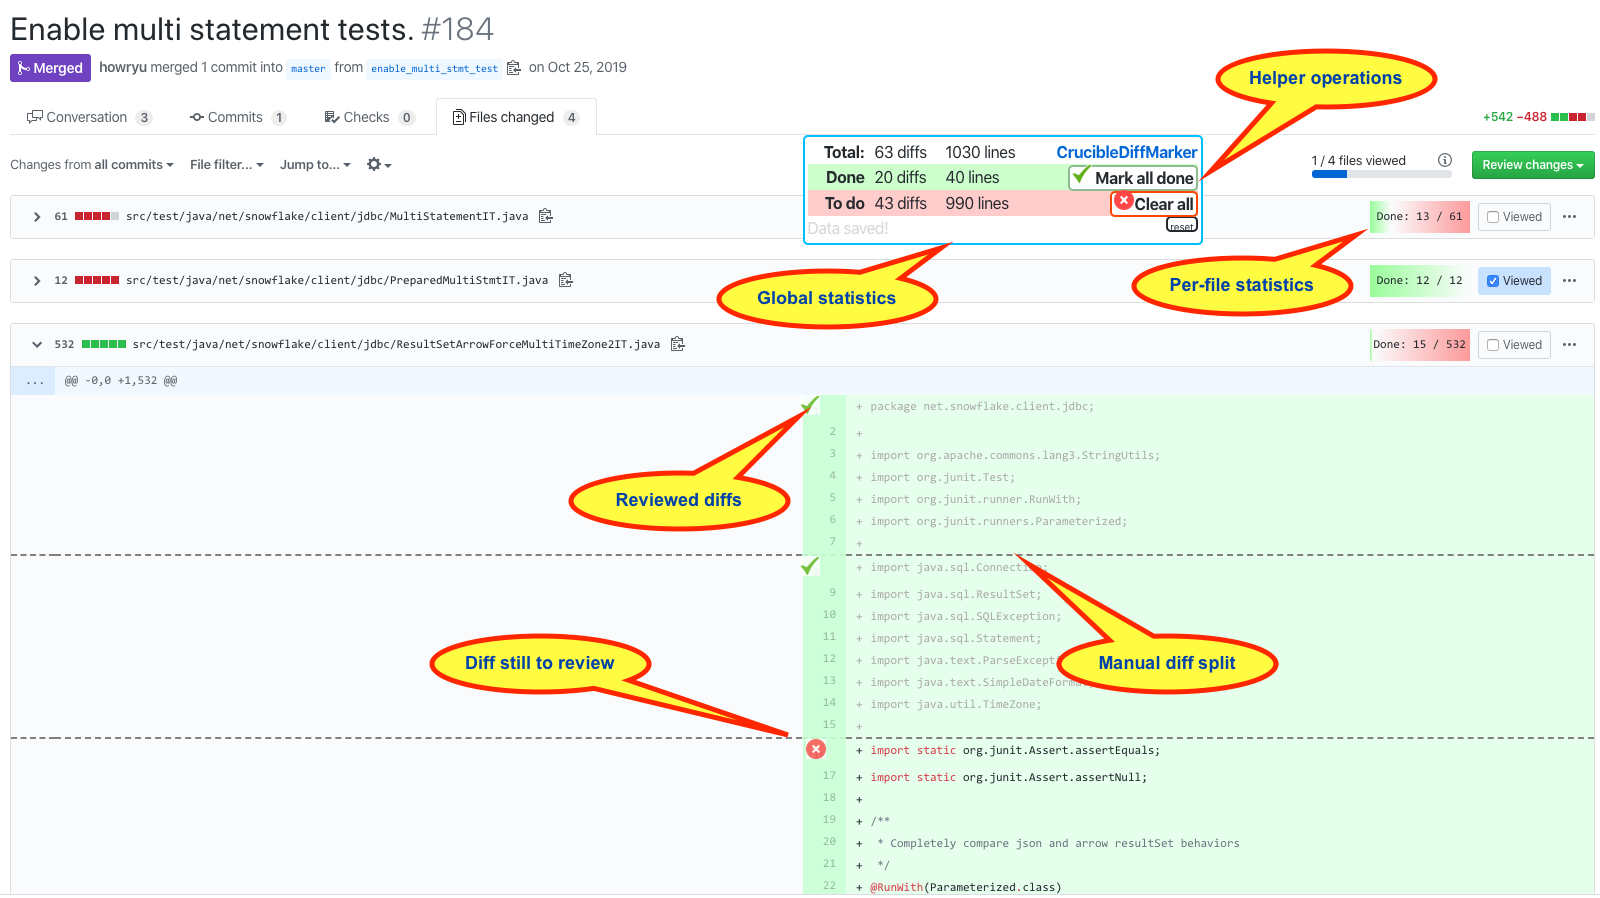 Enable multi statement tests. #184
Merged howryu merged 1 commit into master from enable_multi_stmt_test on Oct 25, 2019
Helper operations
Conversation 3 Commits 1 Checks 0 Files changed 4
+542 −488
Changes from all commits File filter... Jump to...
Total: 63 diffs 1030 lines CrucibleDiffMarker
Done 20 diffs 40 lines Mark all done
To do 43 diffs 990 lines Clear all
Data saved! reset
1 / 4 files viewed Review changes
61 src/test/java/net/snowflake/client/jdbc/MultiStatementIT.java Done: 13 / 61 Viewed
12 src/test/java/net/snowflake/client/jdbc/PreparedMultiStmtIT.java Done: 12 / 12 Viewed
Global statistics
Per-file statistics
532 src/test/java/net/snowflake/client/jdbc/ResultSetArrowForceMultiTimeZone2IT.java Done: 15 / 532 Viewed
... @@ -0,0 +1,532 @@
+ package net.snowflake.client.jdbc;
2 +
3 + import org.apache.commons.lang3.StringUtils;
4 + import org.junit.Test;
5 + import org.junit.runner.RunWith;
6 + import org.junit.runners.Parameterized;
7 +
Reviewed diffs
+ import java.sql.Connection;
9 + import java.sql.ResultSet;
10 + import java.sql.SQLException;
11 + import java.sql.Statement;
12 + import java.text.ParseExcepti
13 + import java.text.SimpleDateForma
14 + import java.util.TimeZone;
15 +
Diff still to review
Manual diff split
+ import static org.junit.Assert.assertEquals;
17 + import static org.junit.Assert.assertNull;
18 +
19 + /**
20 + * Completely compare json and arrow resultSet behaviors
21 + */
22 + @RunWith(Parameterized.class)